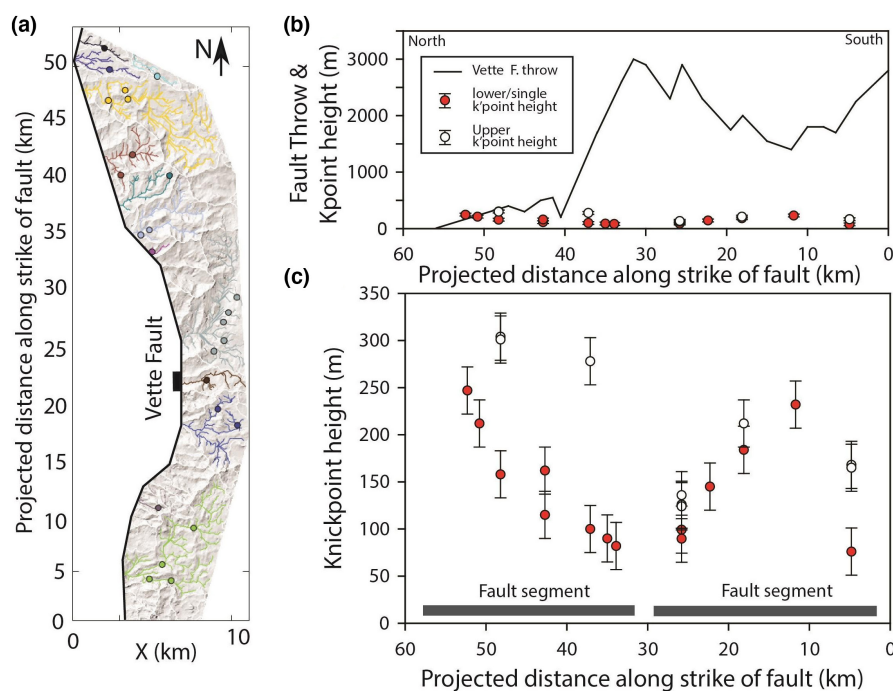 (a)
N
50
45
40
35
30
25
20
15
10
5
0
Projected distance along strike of fault (km)
Vette Fault
0
10
X (km)
(b)
North
South
3000
2000
1000
0
Fault Throw &
Kpoint height (m)
Vette F. throw
lower/single
k'point height
Upper
k'point height
60
50
40
30
20
10
0
Projected distance along strike of fault (km)
(c)
350
300
250
200
150
100
50
0
Knickpoint height (m)
Fault segment
Fault segment
60
50
40
30
20
10
0
Projected distance along strike of fault (km)